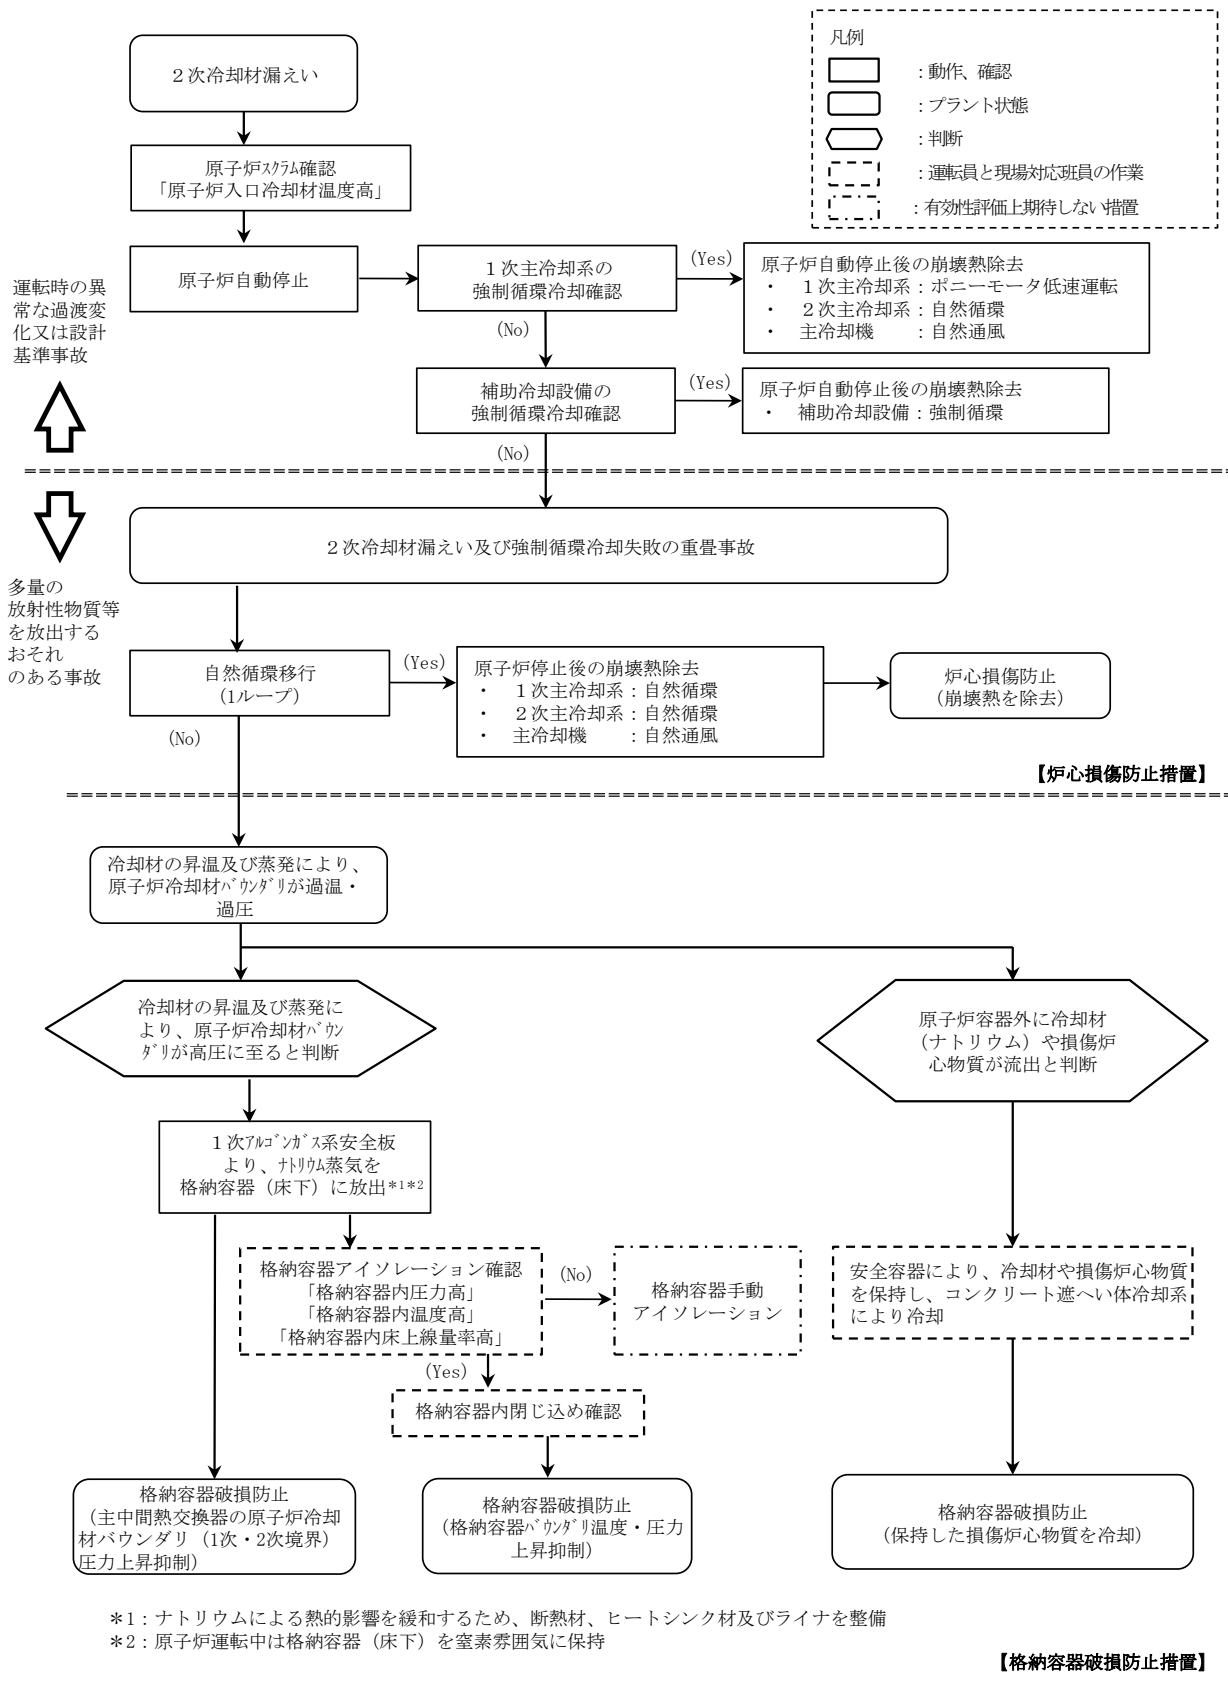 凡例
：動作、確認
：プラント状態
：判断
：運転員と現場対応班員の作業
：有効性評価上期待しない措置
２次冷却材漏えい
原子炉ｽｸﾗﾑ確認
「原子炉入口冷却材温度高」
原子炉自動停止
１次主冷却系の
強制循環冷却確認
(Yes)
原子炉自動停止後の崩壊熱除去
・　１次主冷却系：ポニーモータ低速運転
・　２次主冷却系：自然循環
・　主冷却機　　：自然通風
(No)
補助冷却設備の
強制循環冷却確認
(Yes)
原子炉自動停止後の崩壊熱除去
・　補助冷却設備：強制循環
(No)
運転時の異
常な過渡変
化又は設計
基準事故
多量の
放射性物質等
を放出する
おそれ
のある事故
２次冷却材漏えい及び強制循環冷却失敗の重畳事故
自然循環移行
(1ループ)
(Yes)
原子炉停止後の崩壊熱除去
・　１次主冷却系：自然循環
・　２次主冷却系：自然循環
・　主冷却機　　：自然通風
炉心損傷防止
（崩壊熱を除去）
(No)
【炉心損傷防止措置】
冷却材の昇温及び蒸発により、
原子炉冷却材ﾊﾞｳﾝﾀﾞﾘが過温・
過圧
冷却材の昇温及び蒸発に
より、原子炉冷却材ﾊﾞｳﾝ
ﾀﾞﾘが高圧に至ると判断
原子炉容器外に冷却材
（ナトリウム）や損傷炉
心物質が流出と判断
１次ｱﾙｺﾞﾝｶﾞｽ系安全板
より、ﾅﾄﾘｳﾑ蒸気を
格納容器（床下）に放出＊1＊2
格納容器アイソレーション確認
「格納容器内圧力高」
「格納容器内温度高」
「格納容器内床上線量率高」
(No)
格納容器手動
アイソレーション
安全容器により、冷却材や損傷炉心物質
を保持し、コンクリート遮へい体冷却系
により冷却
(Yes)
格納容器内閉じ込め確認
格納容器破損防止
（主中間熱交換器の原子炉冷却
材バウンダリ（1次・2次境界）
圧力上昇抑制）
格納容器破損防止
（格納容器ﾊﾞｳﾝﾀﾞﾘ温度・圧力
上昇抑制）
格納容器破損防止
（保持した損傷炉心物質を冷却）
＊1：ナトリウムによる熱的影響を緩和するため、断熱材、ヒートシンク材及びライナを整備
＊2：原子炉運転中は格納容器（床下）を窒素雰囲気に保持
【格納容器破損防止措置】